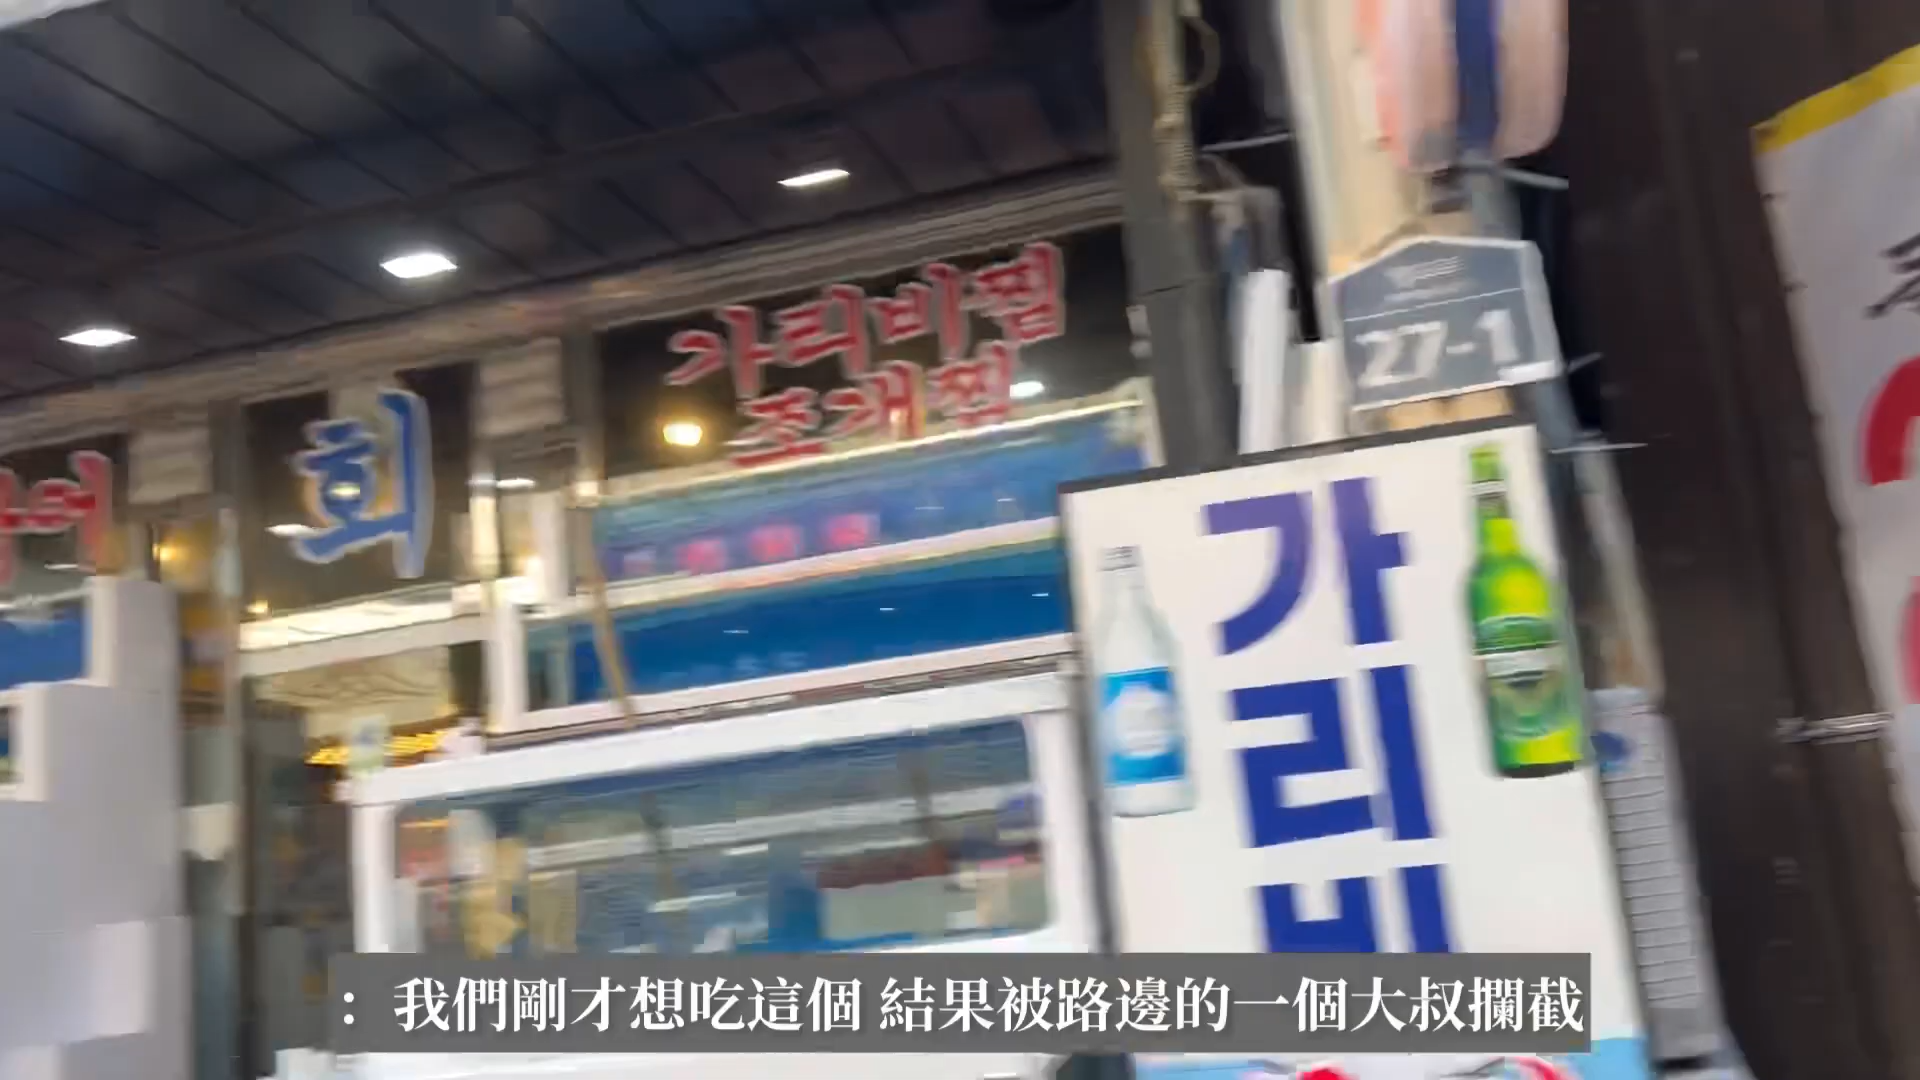 가리비찜
조개찜
27-1
회
가리비
： 我們剛才想吃這個 結果被路邊的一個大叔攔截